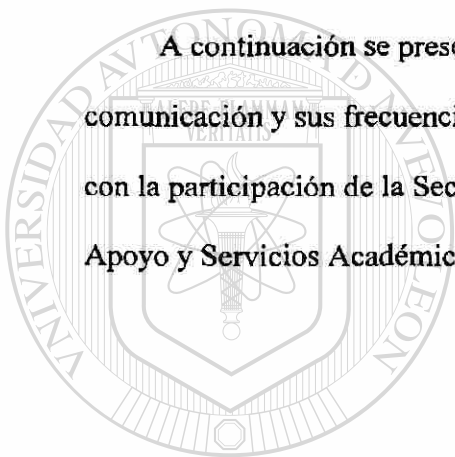 A continuación se prese
comunicación y sus frecuenci
con la participación de la Sec
Apoyo y Servicios Académic
UNIVERSIDAD AUTONOMA DE NUEVO LEON
ALERE FLAMMAM
VERITATIS